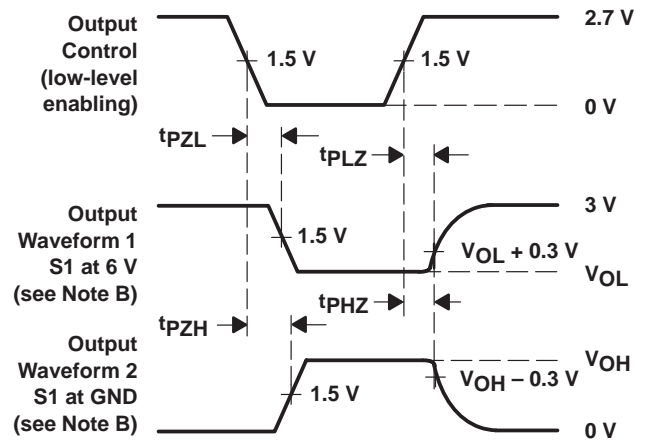 Output
Control
(low-level
enabling)
2.7 V
1.5 V
1.5 V
0 V
tPZL
tPLZ
Output
Waveform 1
S1 at 6 V
(see Note B)
3 V
1.5 V
VOL + 0.3 V
VOL
tPHZ
tPZH
Output
Waveform 2
S1 at GND
(see Note B)
VOH
VOH – 0.3 V
1.5 V
0 V